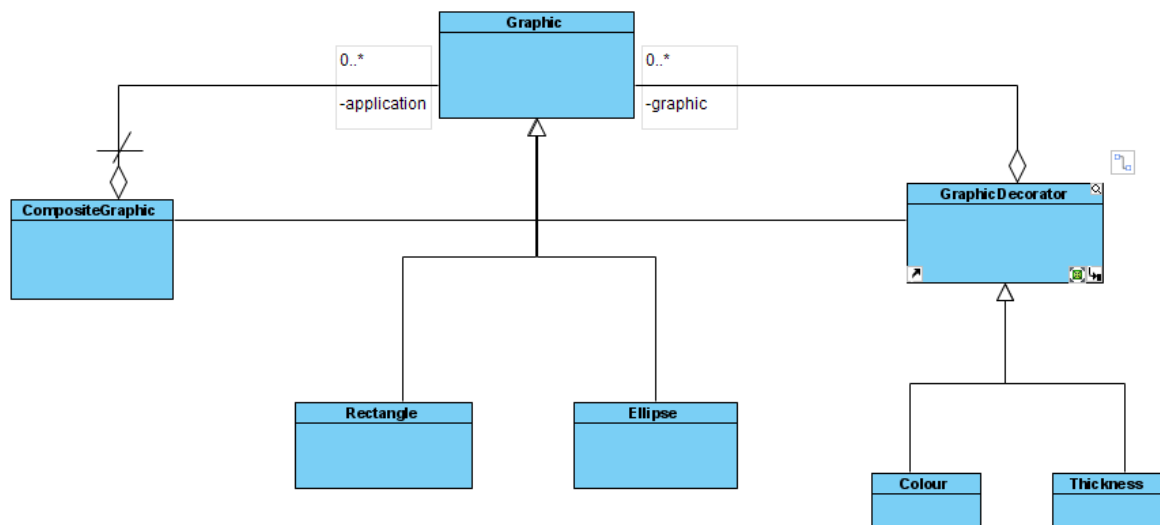 Graphic
0..*
-application
0..*
-graphic
CompositeGraphic
GraphicDecorator
Rectangle
Ellipse
Colour
Thickness